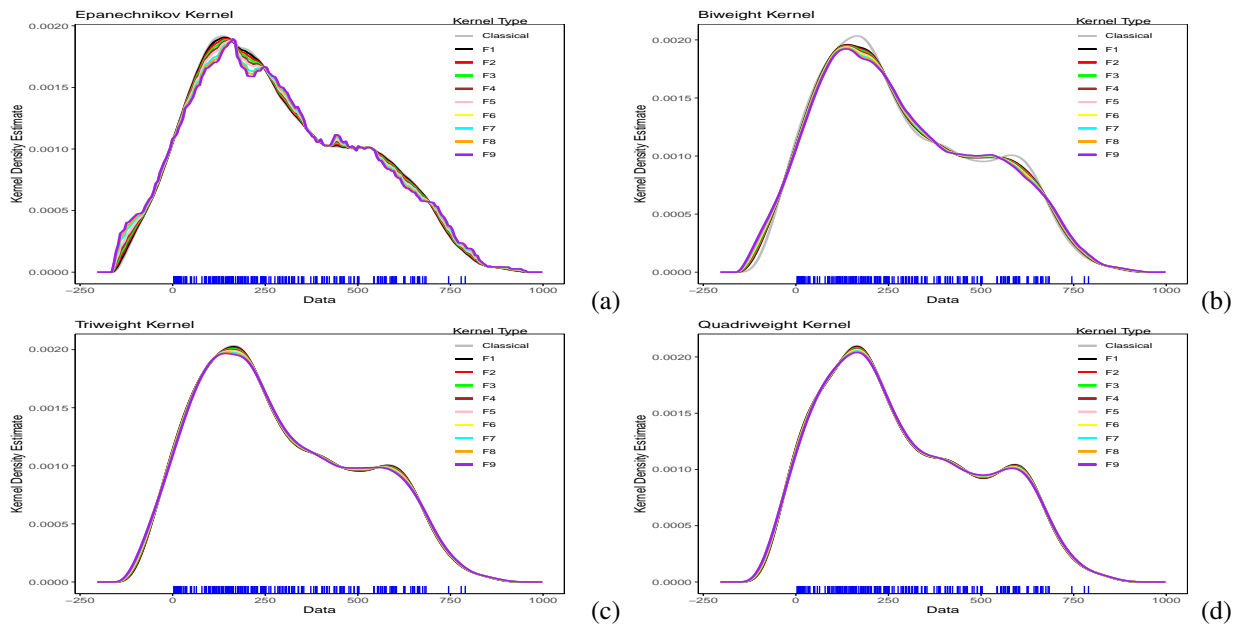 Epanechnikov Kernel
Kernel Type
Classical
F1
F2
F3
F4
F5
F6
F7
F8
F9
Kernel Density Estimate
0.0020
0.0015
0.0010
0.0005
0.0000
−250
0
250
500
750
1000
Data
(a)
Biweight Kernel
Kernel Type
Classical
F1
F2
F3
F4
F5
F6
F7
F8
F9
Kernel Density Estimate
0.0020
0.0015
0.0010
0.0005
0.0000
−250
0
250
500
750
1000
Data
(b)
Triweight Kernel
Kernel Type
Classical
F1
F2
F3
F4
F5
F6
F7
F8
F9
Kernel Density Estimate
0.0020
0.0015
0.0010
0.0005
0.0000
−250
0
250
500
750
1000
Data
(c)
Quadriweight Kernel
Kernel Type
Classical
F1
F2
F3
F4
F5
F6
F7
F8
F9
Kernel Density Estimate
0.0020
0.0015
0.0010
0.0005
0.0000
−250
0
250
500
750
1000
Data
(d)